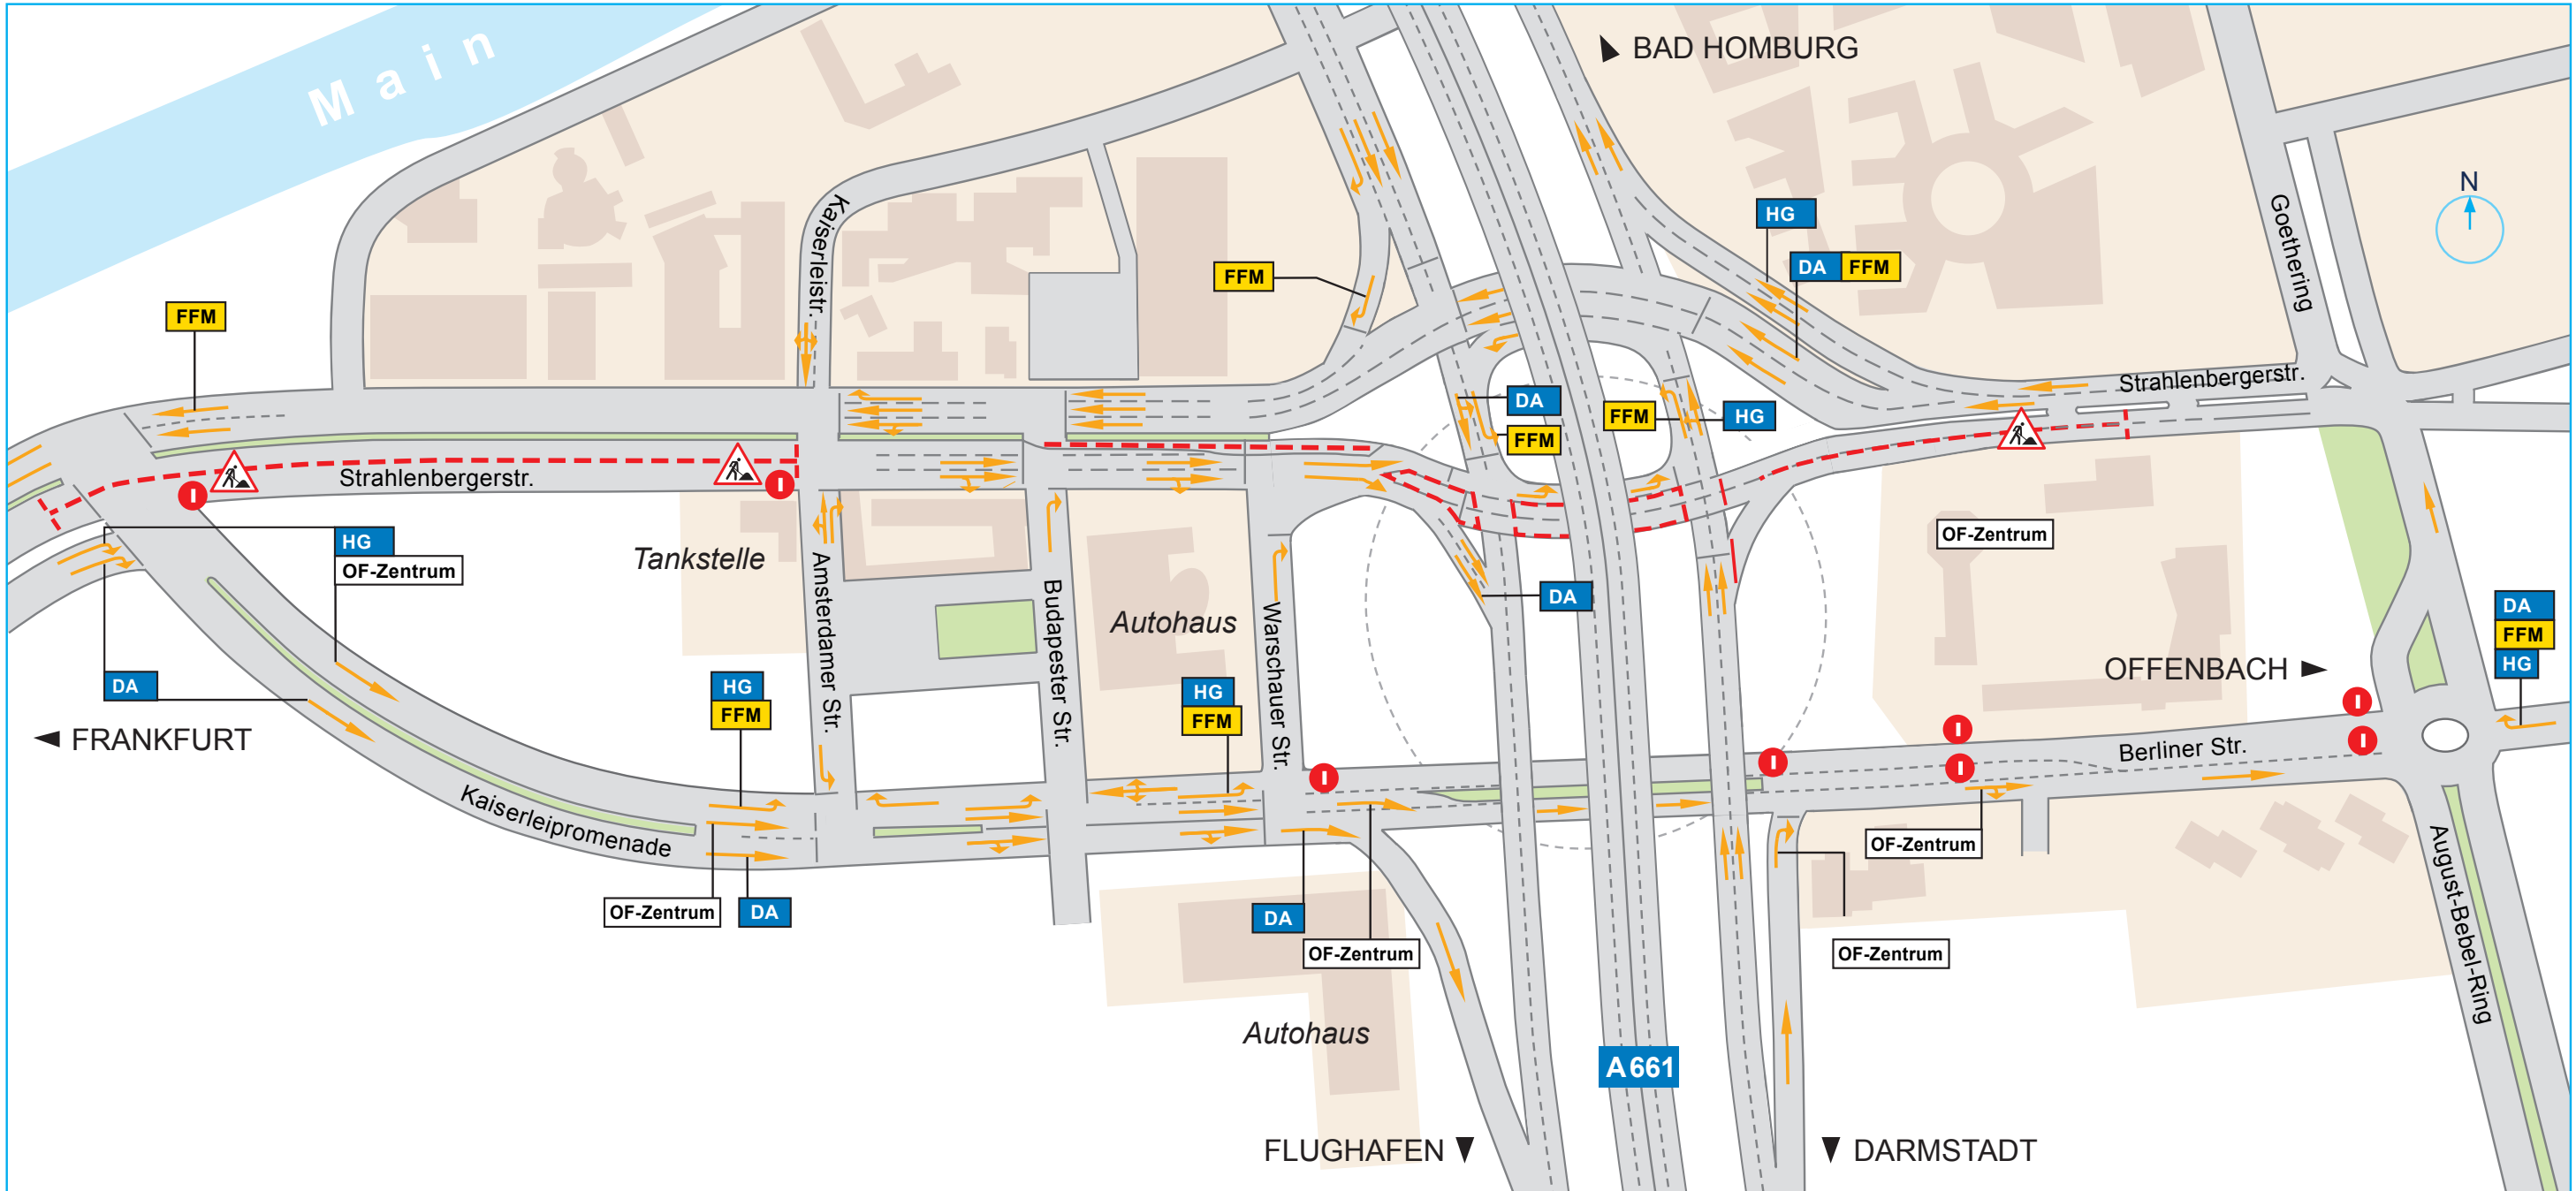 Main
BAD HOMBURG
N
HG
DA FFM
Kaiserleistr.
Goethering
FFM
FFM
Strahlenbergerstr.
DA
FFM
FFM
HG
Strahlenbergerstr.
HG
OF-Zentrum
Tankstelle
Amsterdamer Str.
Budapester Str.
Autohaus
Warschauer Str.
DA
OF-Zentrum
DA
FFM
HG
OFFENBACH
DA
HG
FFM
HG
FFM
FRANKFURT
Berliner Str.
Kaiserleipromenade
OF-Zentrum
August-Bebel-Ring
OF-Zentrum
DA
DA
OF-Zentrum
OF-Zentrum
Autohaus
A 661
FLUGHAFEN
DARMSTADT